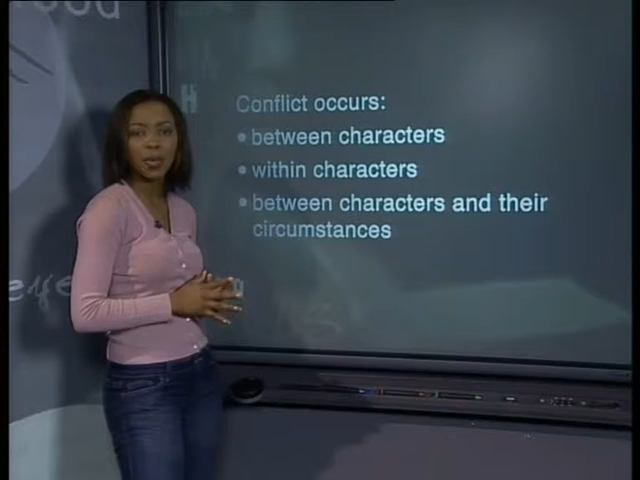 Conflict occurs:
• between characters
• within characters
• between characters and their
circumstances